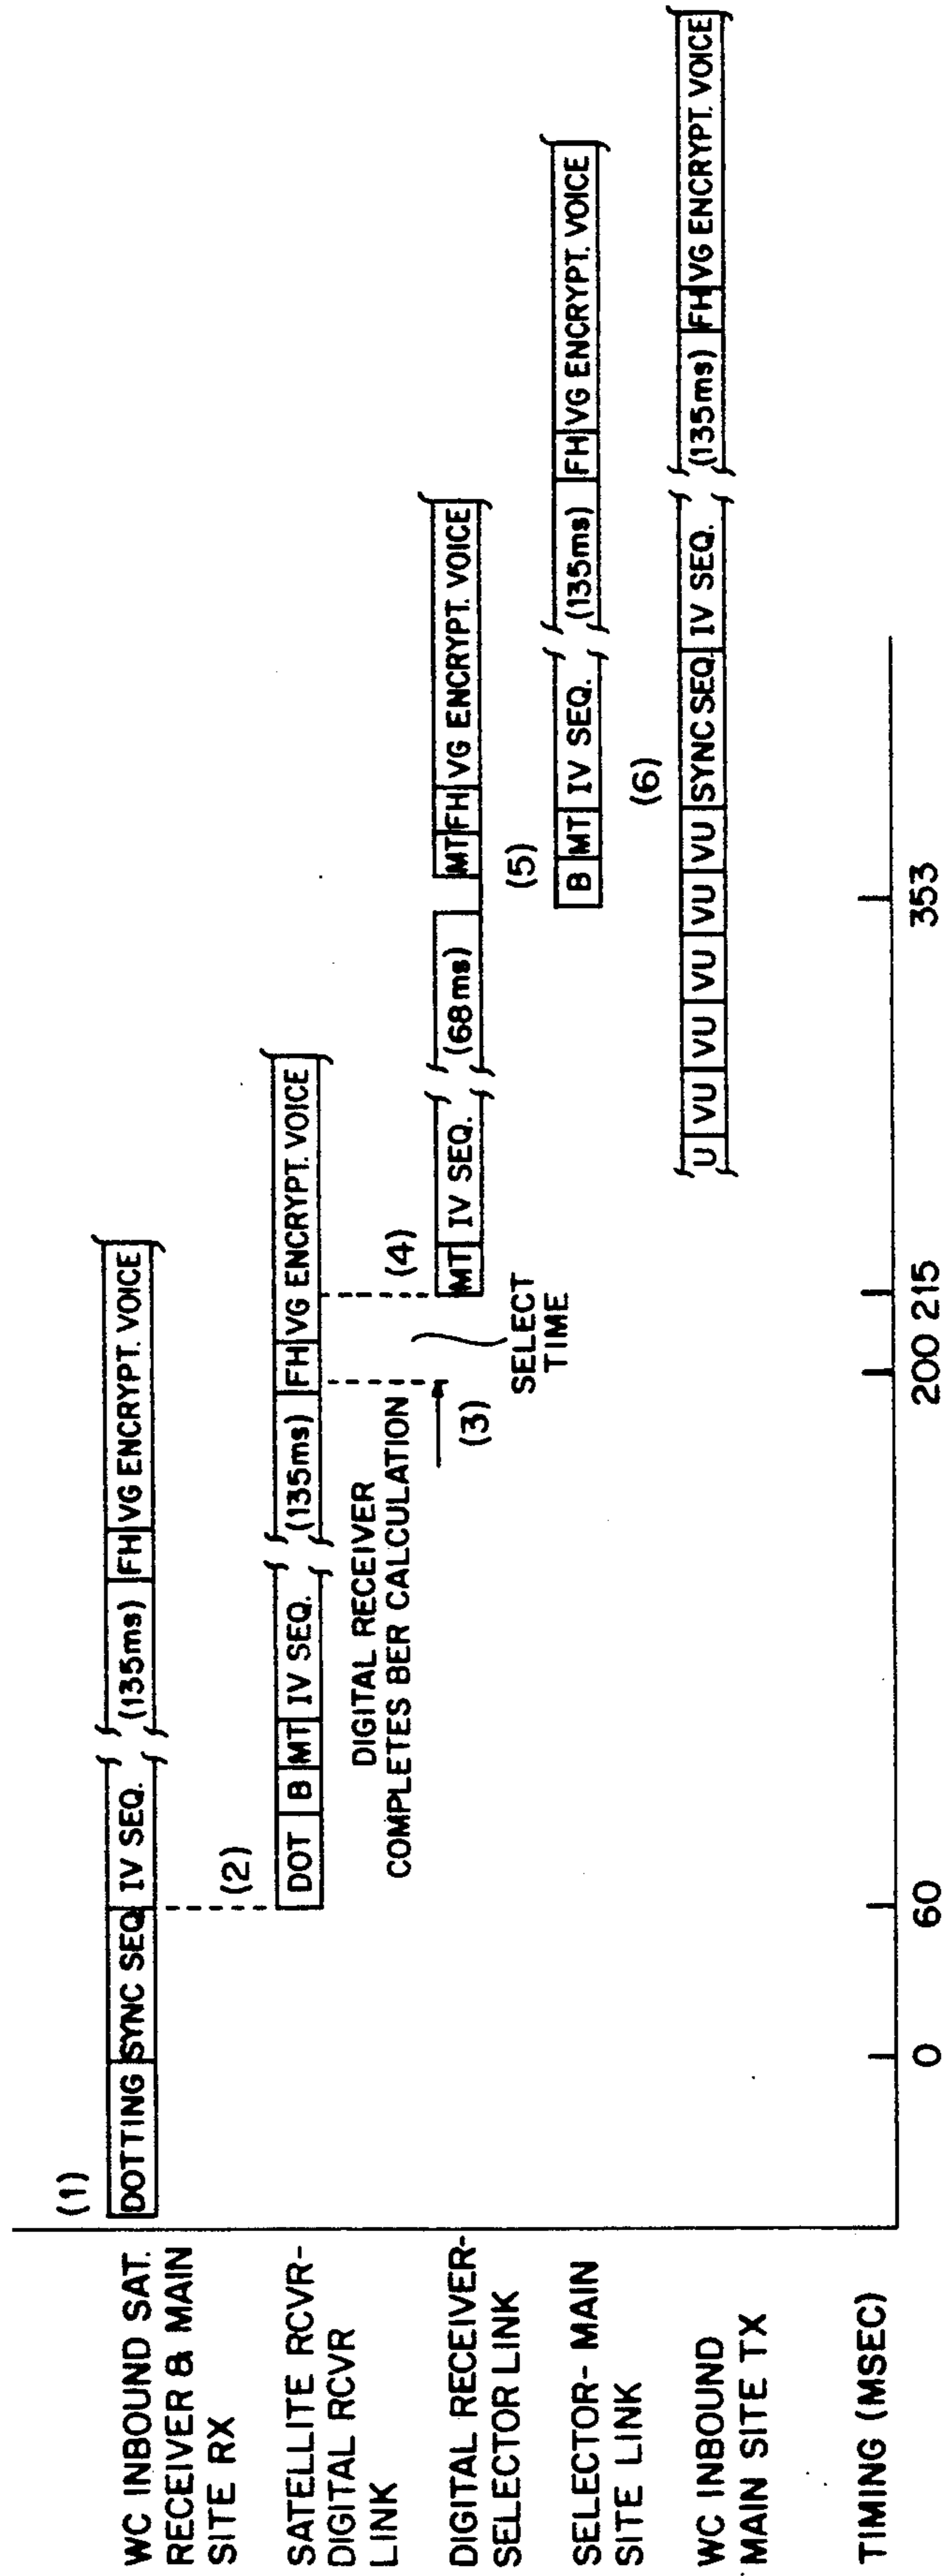 WC INBOUND SAT.
RECEIVER & MAIN
SITE RX
(1)
DOTTING SYNC SEQ. IV SEQ. (135ms) FH VG ENCRYPT. VOICE
SATELLITE RCVR-
DIGITAL RCVR
LINK
(2)
DOT B MT IV SEQ. (135ms) FH VG ENCRYPT. VOICE
DIGITAL RECEIVER
COMPLETES BER CALCULATION
(3)
SELECT
TIME
DIGITAL RECEIVER-
SELECTOR LINK
(4)
MT IV SEQ. (68ms) MT FH VG ENCRYPT. VOICE
SELECTOR- MAIN
SITE LINK
(5)
B MT IV SEQ. (135ms) FH VG ENCRYPT. VOICE
WC INBOUND
MAIN SITE TX
(6)
U VU VU VU VU VU SYNC SEQ. IV SEQ. (135ms) FH VG ENCRYPT. VOICE
TIMING (MSEC)
0 60 200 215 353